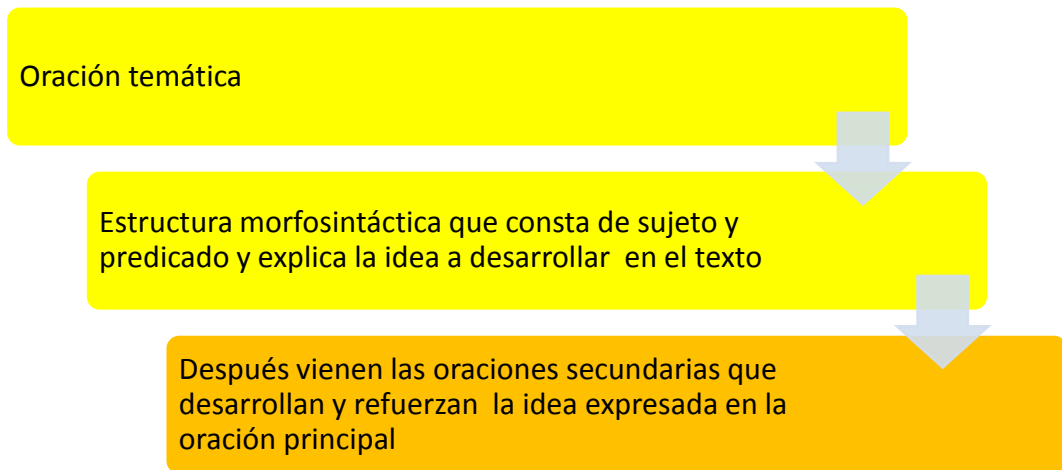 Oración temática
Estructura morfosintáctica que consta de sujeto y
predicado y explica la idea a desarrollar  en el texto
Después vienen las oraciones secundarias que
desarrollan y refuerzan  la idea expresada en la
oración principal